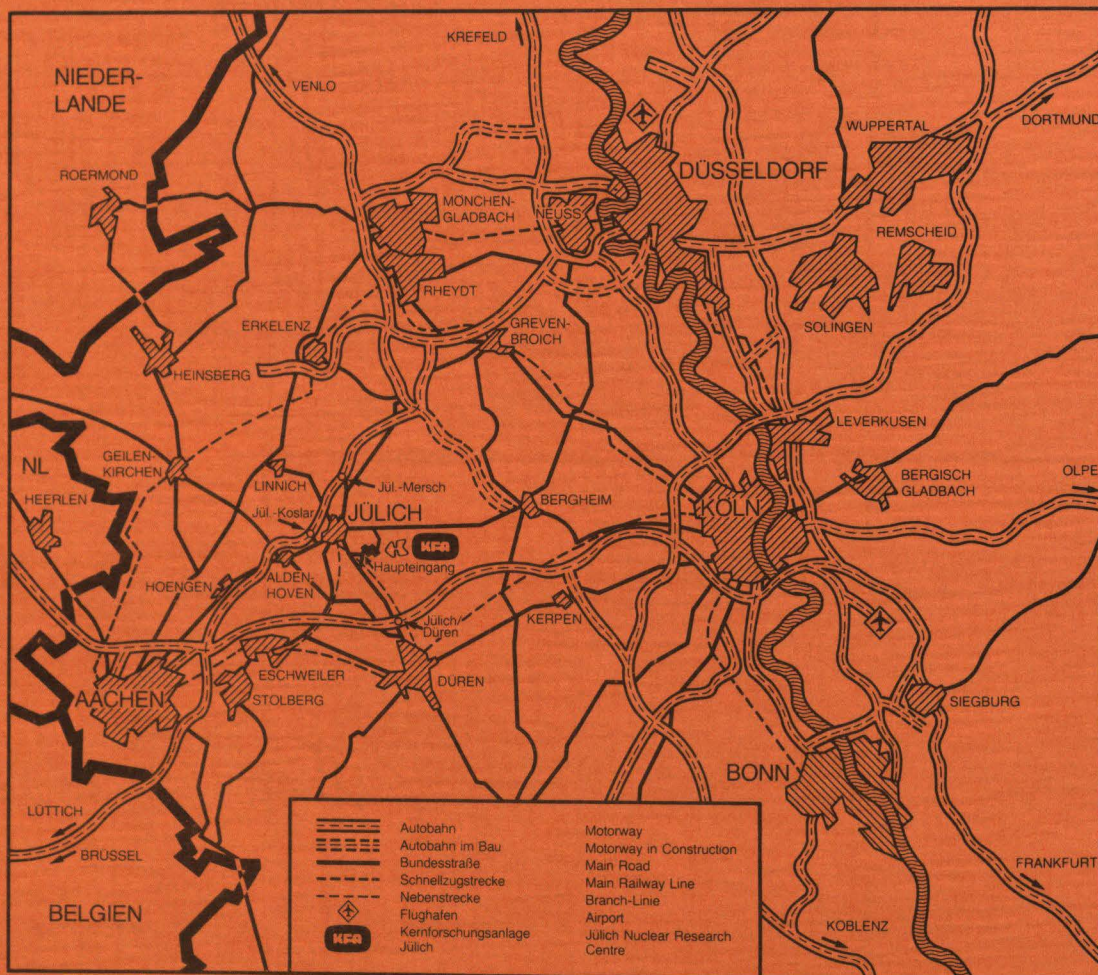 KREFELD
NIEDER-
LANDE
VENLO
DORTMUND
WUPPERTAL
DÜSSELDORF
ROERMOND
MÖNCHEN-
GLADBACH
NEUSS
REMSCHEID
RHEYDT
SOLINGEN
ERKELENZ
GREVEN-
BROICH
HEINSBERG
LEVERKUSEN
GEILEN-
KIRCHEN
NL
HEERLEN
LINNICH
Jül.-Mersch
BERGHEIM
BERGISCH
GLADBACH
OLPE
KÖLN
JÜLICH
Jül.-Koslar
KFA
Haupteingang
HOENGEN
ALDEN-
HOVEN
Jülich/
Düren
KERPEN
ESCHWEILER
DÜREN
AACHEN
STOLBERG
SIEGBURG
BONN
LÜTTICH
BRÜSSEL
FRANKFURT
BELGIEN
KOBLENZ
Autobahn Motorway
Autobahn im Bau Motorway in Construction
Bundesstraße Main Road
Schnellzugstrecke Main Railway Line
Nebenstrecke Branch-Linie
Flughafen Airport
KFA Kernforschungsanlage Jülich Nuclear Research
Jülich Centre